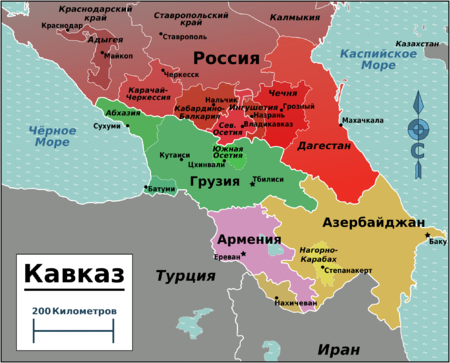 Краснодарский
край
Краснодар
Ставропольский
край
Калмыкия
Ставрополь
Адыгея
Майкоп
Россия
Казахстан
Каспийское
Море
Черкесск
Карачай-
Черкессия
Чечня
Нальчик
Кабардино-
Балкария
Ингушетия
Грозный
Назрань
Владикавказ
Сев.
Осетия
Махачкала
Дагестан
Абхазия
Сухуми
Чёрное
Море
Южная
Осетия
Кутаиси
Цхинвали
Грузия
Тбилиси
Батуми
Азербайджан
Баку
Армения
Ереван
Нагорно-
Карабах
Степанакерт
Нахичеван
Турция
Иран
Кавказ
200 Километров
С